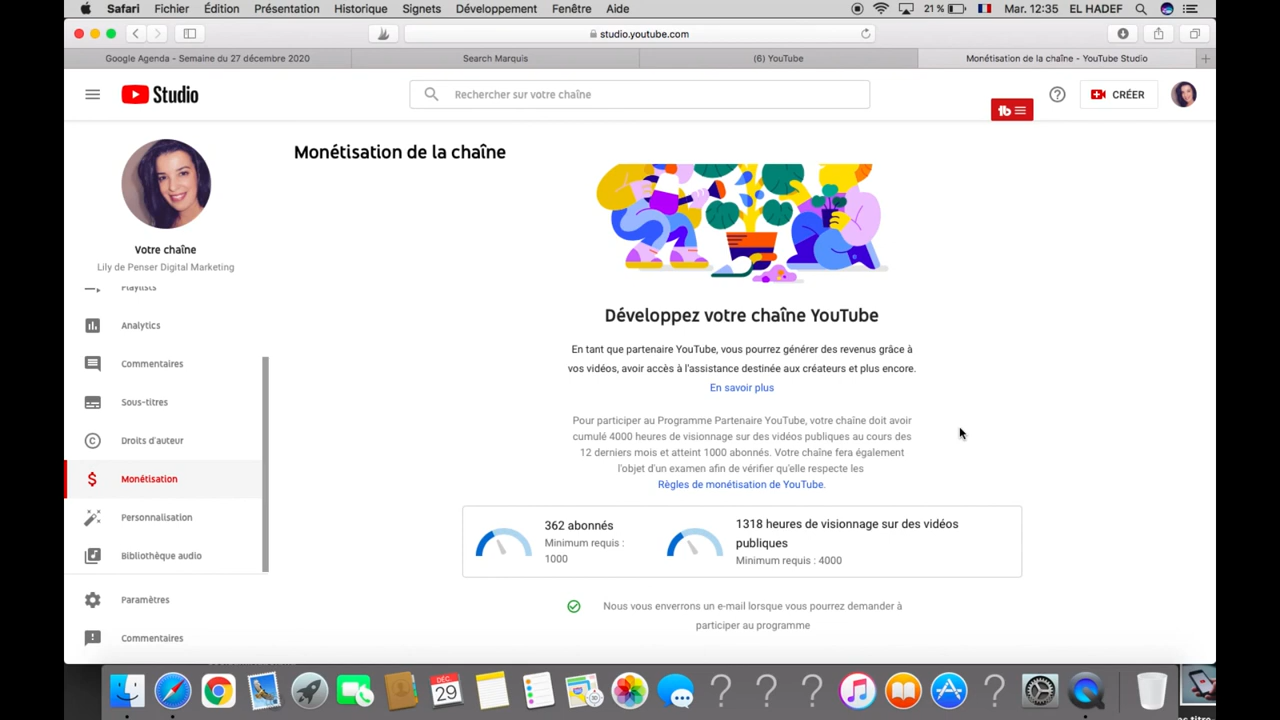 Safari Fichier Édition Présentation Historique Signets Développement Fenêtre Aide 21 % Mar. 12:35 EL HADEF
studio.youtube.com
Google Agenda - Semaine du 27 décembre 2020 Search Marquis (6) YouTube Monétisation de la chaîne - YouTube Studio
Studio Rechercher sur votre chaîne CRÉER
tb
Monétisation de la chaîne
Votre chaîne
Lily de Penser Digital Marketing
Playlists
Analytics
Commentaires
Sous-titres
Droits d'auteur
Monétisation
Personnalisation
Bibliothèque audio
Paramètres
Commentaires
Développez votre chaîne YouTube
En tant que partenaire YouTube, vous pourrez générer des revenus grâce à
vos vidéos, avoir accès à l'assistance destinée aux créateurs et plus encore.
En savoir plus
Pour participer au Programme Partenaire YouTube, votre chaîne doit avoir
cumulé 4000 heures de visionnage sur des vidéos publiques au cours des
12 derniers mois et atteint 1000 abonnés. Votre chaîne fera également
l'objet d'un examen afin de vérifier qu'elle respecte les
Règles de monétisation de YouTube.
362 abonnés
Minimum requis :
1000
1318 heures de visionnage sur des vidéos
publiques
Minimum requis : 4000
Nous vous enverrons un e-mail lorsque vous pourrez demander à
participer au programme
DÉC.
29